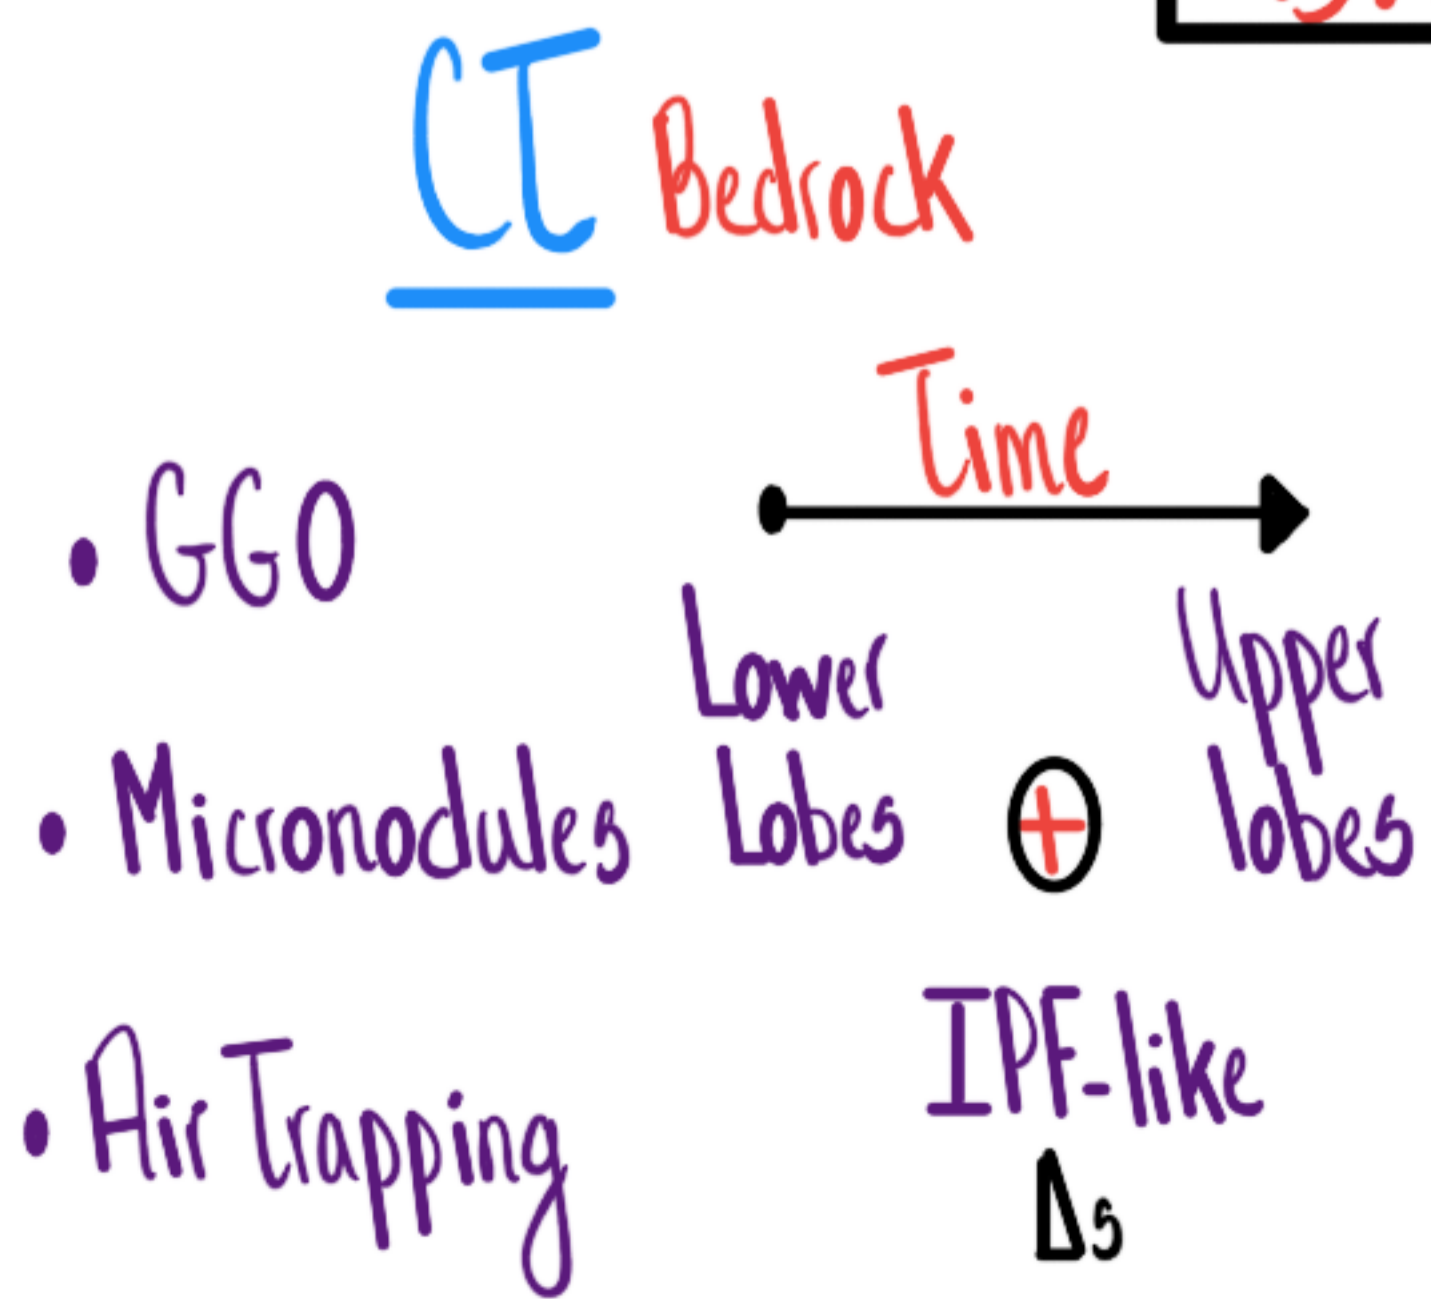 CT Bedrock
Time
• GGO
Lower Upper
• Micronodules Lobes + lobes
IPF-like
• Air Trapping
Δs